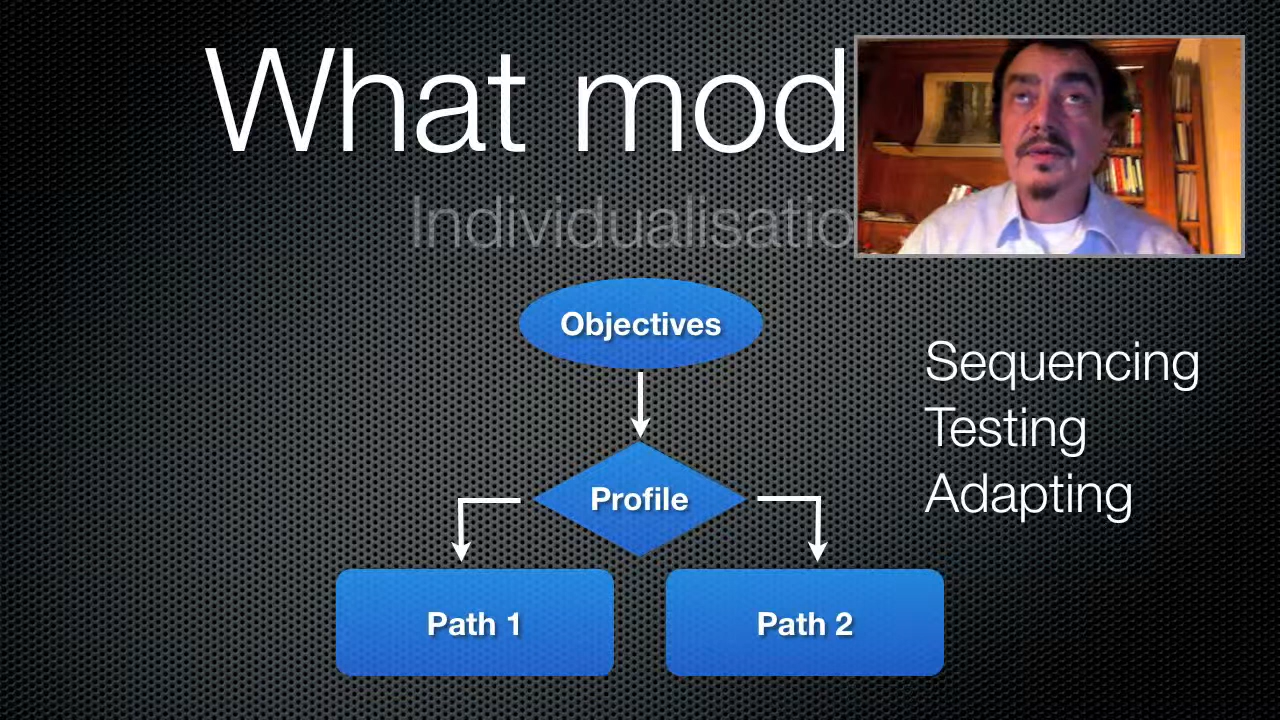 What mod
Individualisatio
Objectives
Sequencing
Testing
Profile
Adapting
Path 1
Path 2